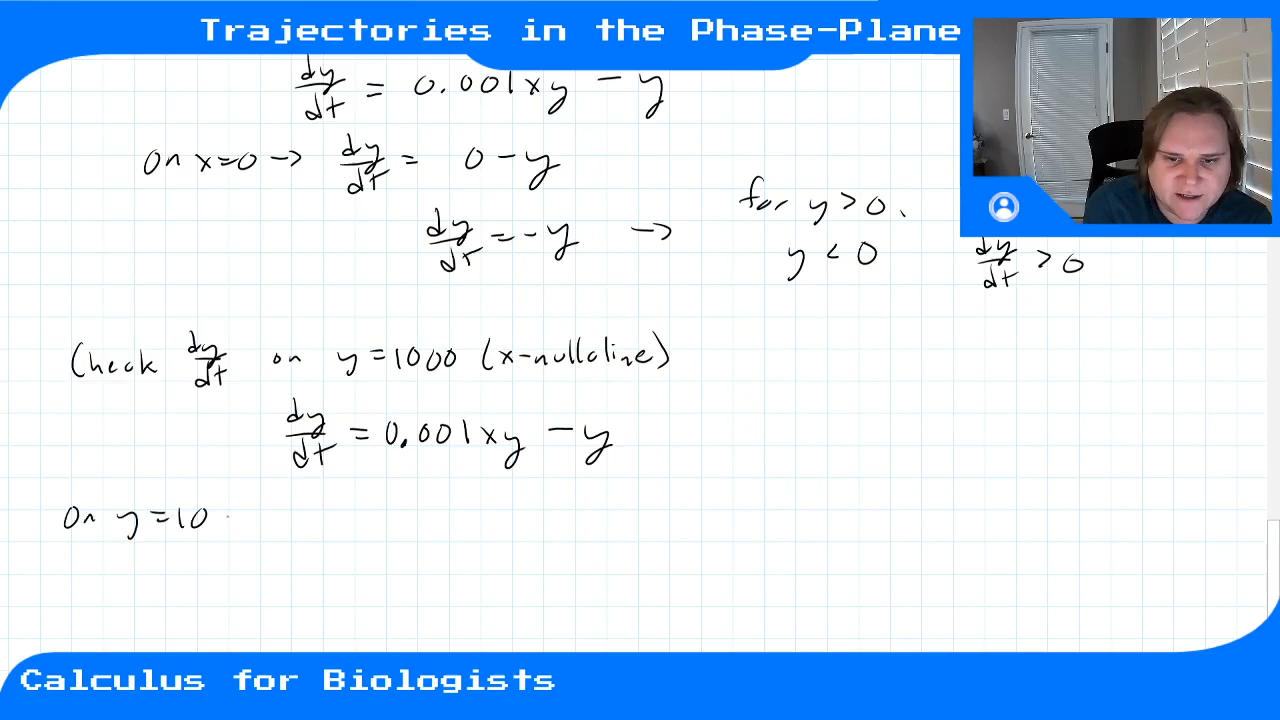 Trajectories in the Phase-Plane
dy/dt = 0.001xy - y
on x=0 → dy/dt = 0 - y
for y > 0,
dy/dt = -y →
y < 0 dy/dt > 0
Check dy/dt on y=1000 (x-nullcline)
dy/dt = 0.001xy - y
On y=10
Calculus for Biologists